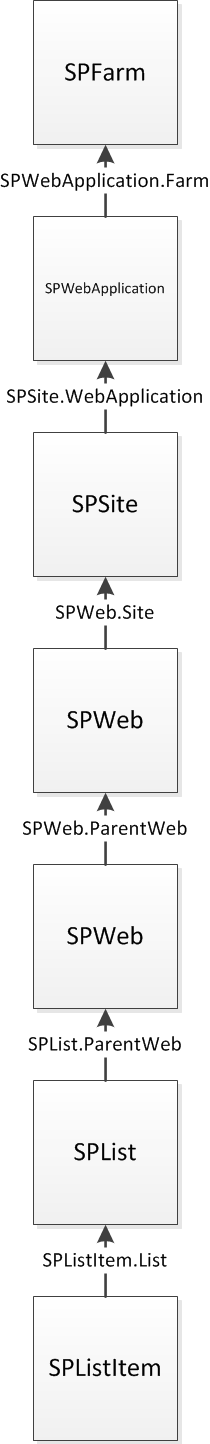 SPFarm
SPWebApplication.Farm
SPWebApplication
SPSite.WebApplication
SPSite
SPWeb.Site
SPWeb
SPWeb.ParentWeb
SPWeb
SPList.ParentWeb
SPList
SPListItem.List
SPListItem